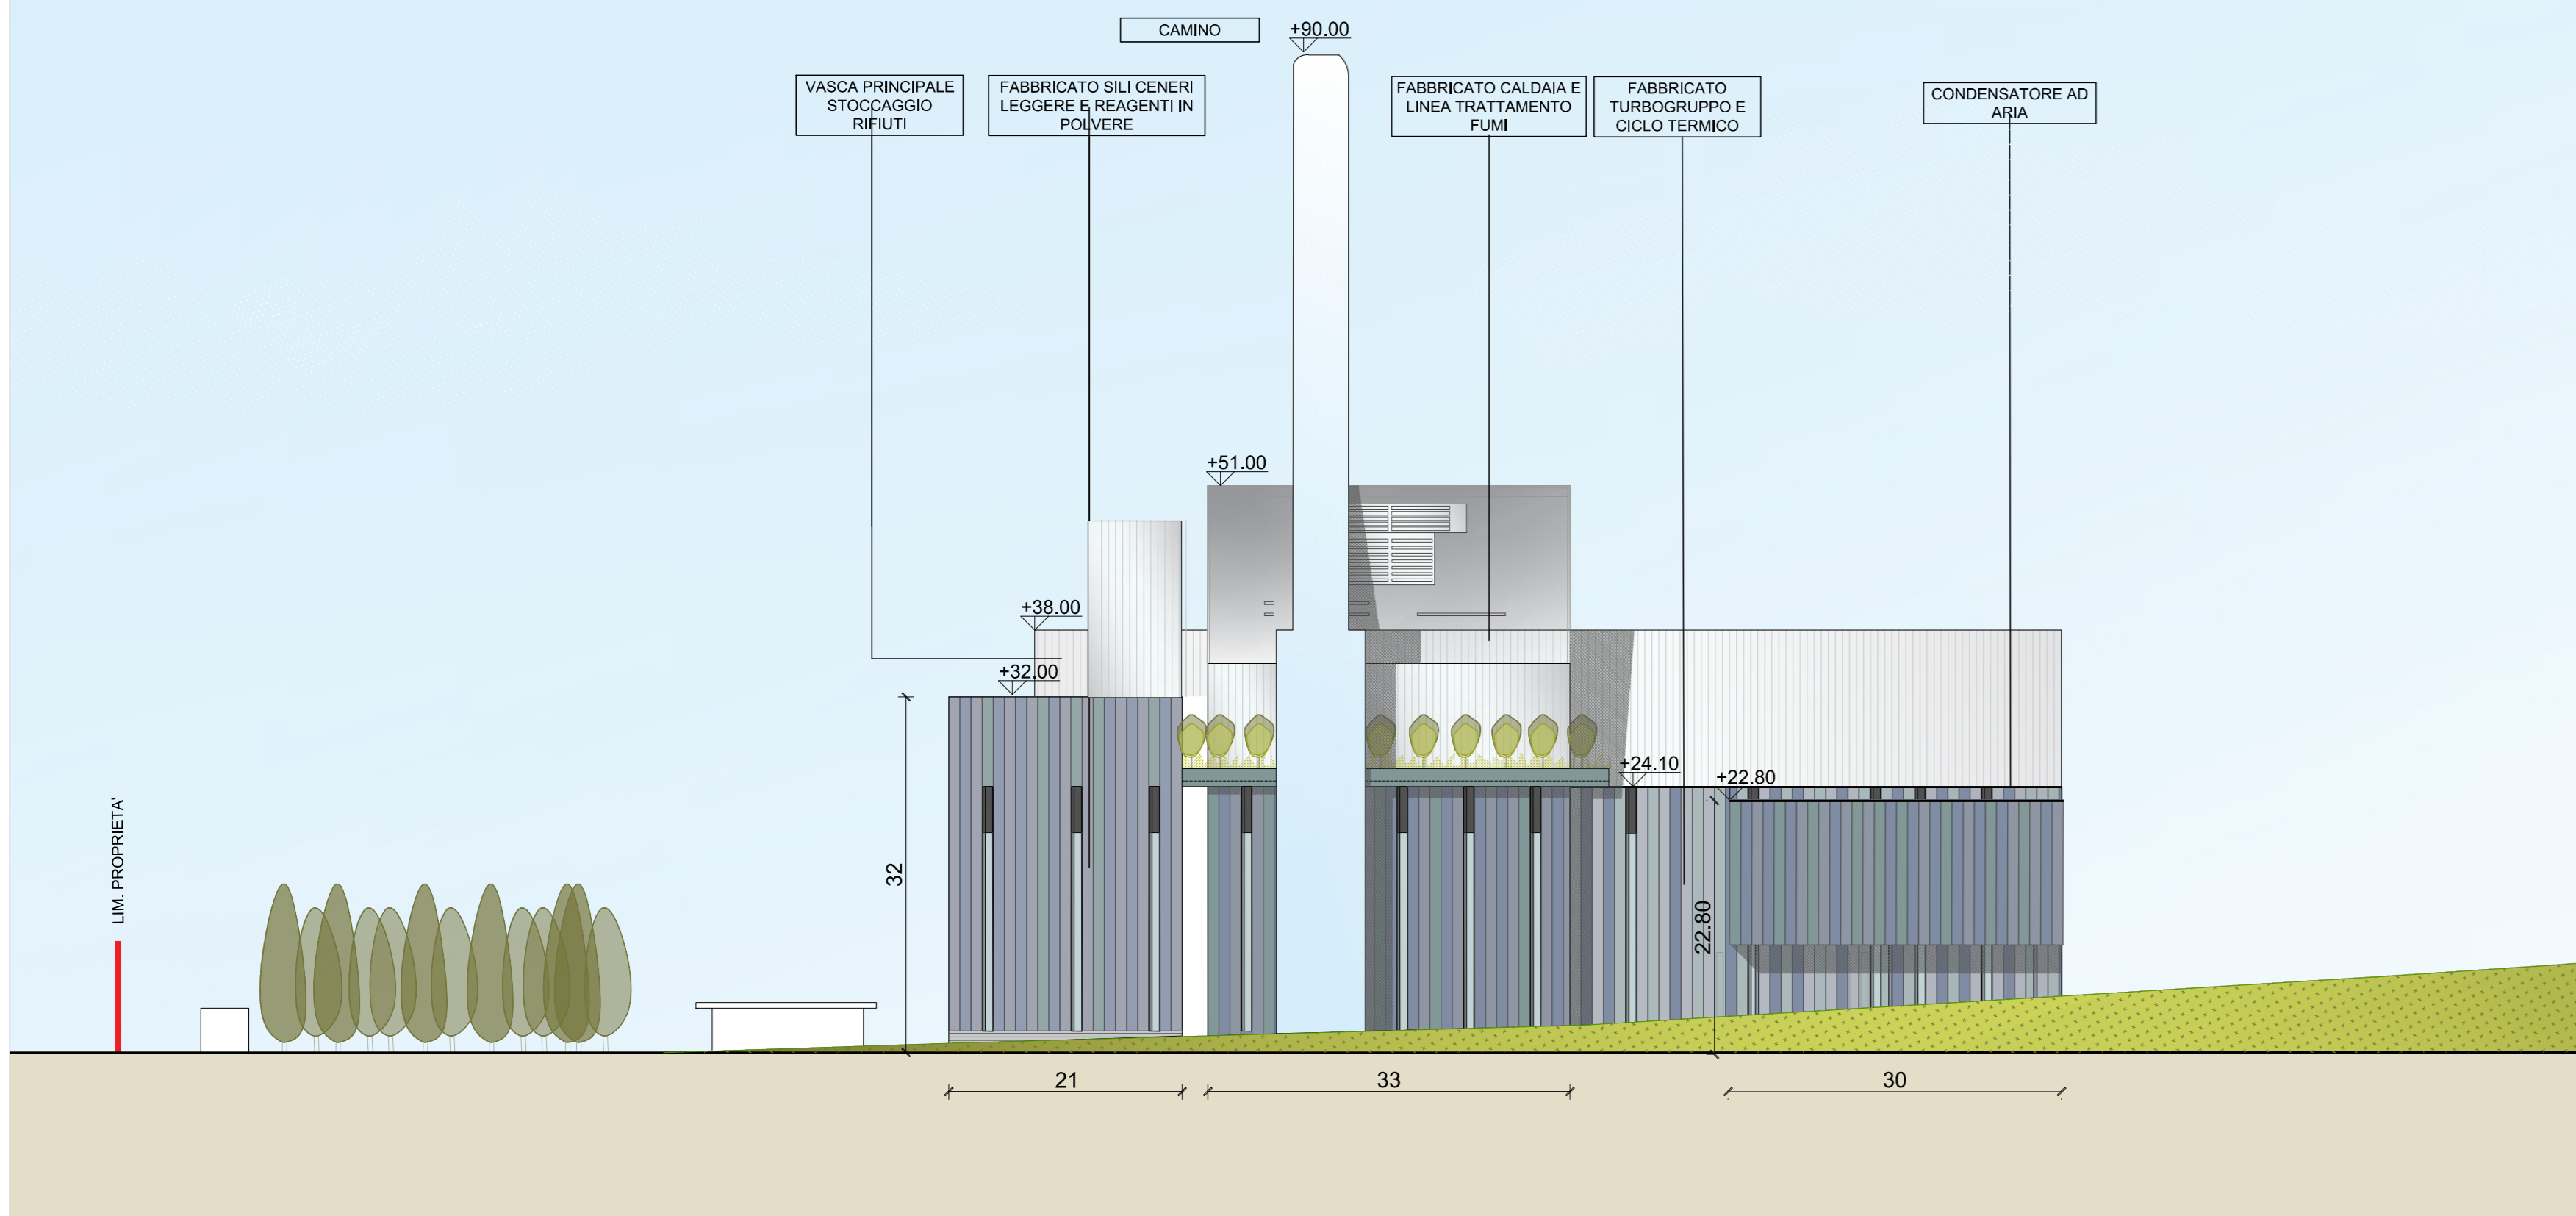 CAMINO
+90.00
VASCA PRINCIPALE
STOCCAGGIO
RIFIUTI
FABBRICATO SILI CENERI
LEGGERE E REAGENTI IN
POLVERE
FABBRICATO CALDAIA E
LINEA TRATTAMENTO
FUMI
FABBRICATO
TURBOGRUPPO E
CICLO TERMICO
CONDENSATORE AD
ARIA
+51.00
+38.00
+32.00
+24.10
+22.80
LIM. PROPRIETA'
32
22.80
21
33
30